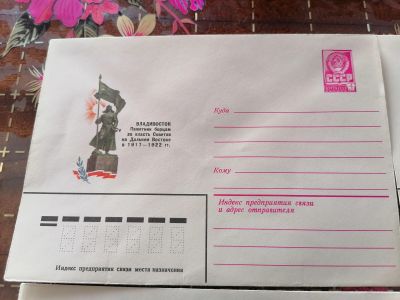 СССР
ВЛАДИВОСТОК
Памятник борцам
за власть Советов
на Дальнем Востоке
в 1917—1922 гг.
Куда
Кому
Индекс предприятия связи
и адрес отправителя
Индекс предприятия связи места назначения